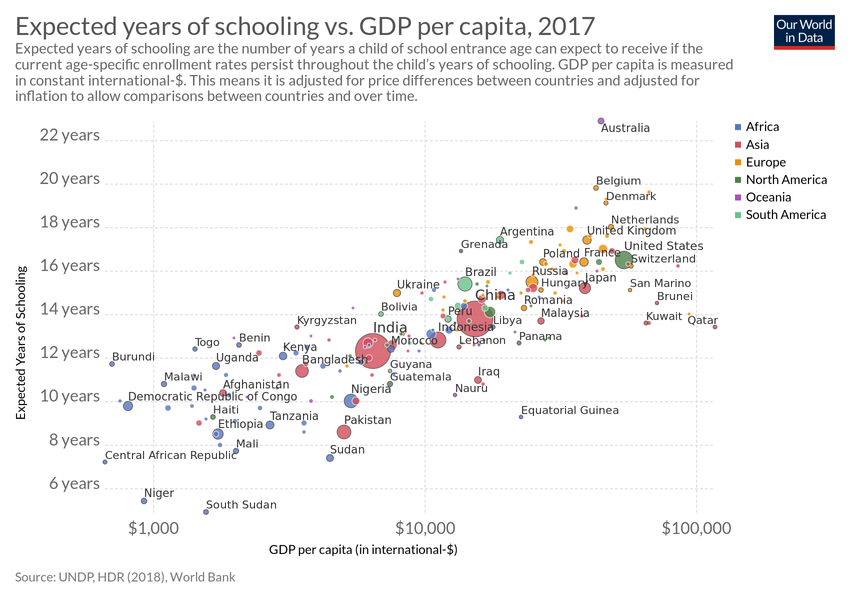 Expected years of schooling vs. GDP per capita, 2017
Our World
in Data
Expected years of schooling are the number of years a child of school entrance age can expect to receive if the
current age-specific enrollment rates persist throughout the child's years of schooling. GDP per capita is measured
in constant international-$. This means it is adjusted for price differences between countries and adjusted for
inflation to allow comparisons between countries and over time.
22 years
20 years
18 years
16 years
14 years
12 years
10 years
8 years
6 years
Expected Years of Schooling
Australia
Belgium
Denmark
Netherlands
Argentina
United Kingdom
Grenada
United States
Poland
France
Switzerland
Russia
Brazil
Hungary
Japan
Ukraine
San Marino
China
Brunei
Romania
Bolivia
Peru
Malaysia
Kuwait
Qatar
Kyrgyzstan
India
Indonesia
Libya
Togo
Benin
Morocco
Lebanon
Panama
Kenya
Burundi
Uganda
Bangladesh
Guyana
Iraq
Malawi
Afghanistan
Guatemala
Democratic Republic of Congo
Nigeria
Nauru
Haiti
Tanzania
Equatorial Guinea
Ethiopia
Pakistan
Mali
Sudan
Central African Republic
Niger
South Sudan
$1,000
$10,000
$100,000
GDP per capita (in international-$)
Africa
Asia
Europe
North America
Oceania
South America
Source: UNDP, HDR (2018), World Bank